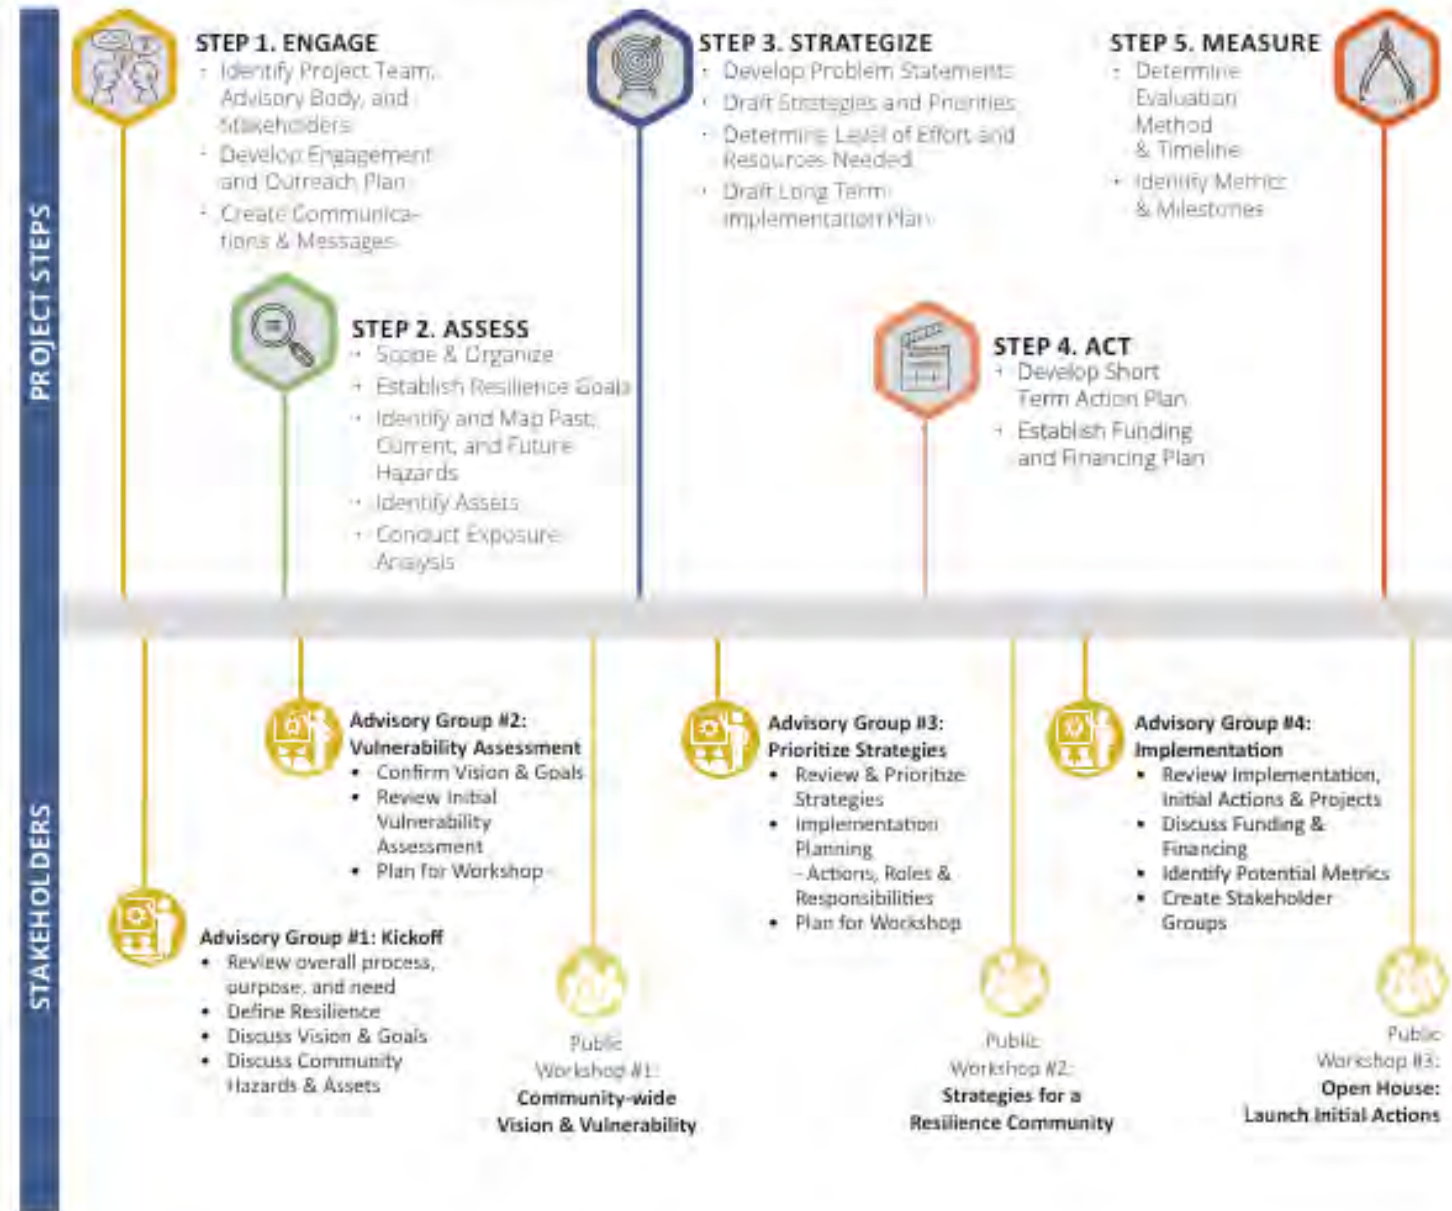 PROJECT STEPS
STEP 1. ENGAGE
· Identify Project Team,
Advisory Body, and
Stakeholders
· Develop Engagement
and Outreach Plan
· Create Communica-
tions & Messages
STEP 2. ASSESS
· Scope & Organize
· Establish Resilience Goals
· Identify and Map Past,
Current, and Future
Hazards
· Identify Assets
· Conduct Exposure
Analysis
STEP 3. STRATEGIZE
· Develop Problem Statements
· Draft Strategies and Priorities
· Determine Level of Effort and
Resources Needed
· Draft Long Term
Implementation Plan
STEP 4. ACT
· Develop Short
Term Action Plan
· Establish Funding
and Financing Plan
STEP 5. MEASURE
· Determine
Evaluation
Method
& Timeline
· Identify Metrics
& Milestones
STAKEHOLDERS
Advisory Group #1: Kickoff
• Review overall process,
purpose, and need
• Define Resilience
• Discuss Vision & Goals
• Discuss Community
Hazards & Assets
Advisory Group #2:
Vulnerability Assessment
• Confirm Vision & Goals
• Review Initial
Vulnerability
Assessment
• Plan for Workshop
Public
Workshop #1:
Community-wide
Vision & Vulnerability
Advisory Group #3:
Prioritize Strategies
• Review & Prioritize
Strategies
• Implementation
Planning
- Actions, Roles &
Responsibilities
• Plan for Workshop
Public
Workshop #2:
Strategies for a
Resilience Community
Advisory Group #4:
Implementation
• Review Implementation,
Initial Actions & Projects
• Discuss Funding &
Financing
• Identify Potential Metrics
• Create Stakeholder
Groups
Public
Workshop #3:
Open House:
Launch Initial Actions